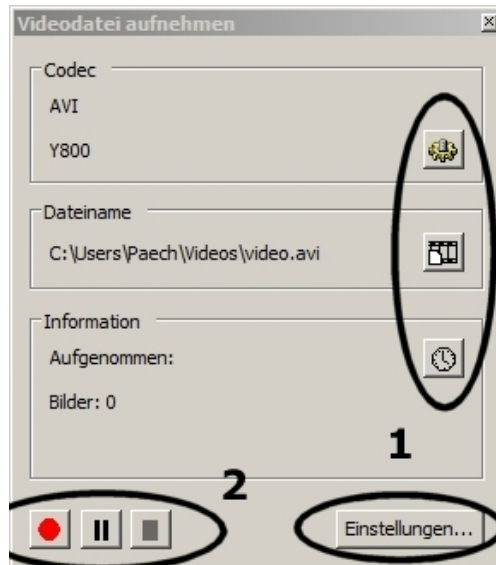 Videodatei aufnehmen
Codec
AVI
Y800
Dateiname
C:\Users\Paech\Videos\video.avi
Information
Aufgenommen:
Bilder: 0
1
2
Einstellungen...